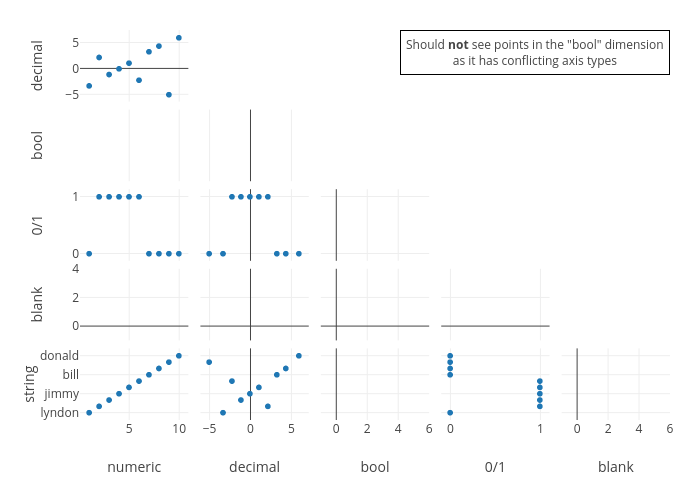 Should not see points in the "bool" dimension
as it has conflicting axis types
decimal
5
0
−5
bool
0/1
1
0
blank
4
2
0
string
donald
bill
jimmy
lyndon
5 10 −5 0 5 0 2 4 6 0 1 0 2 4 6
numeric decimal bool 0/1 blank